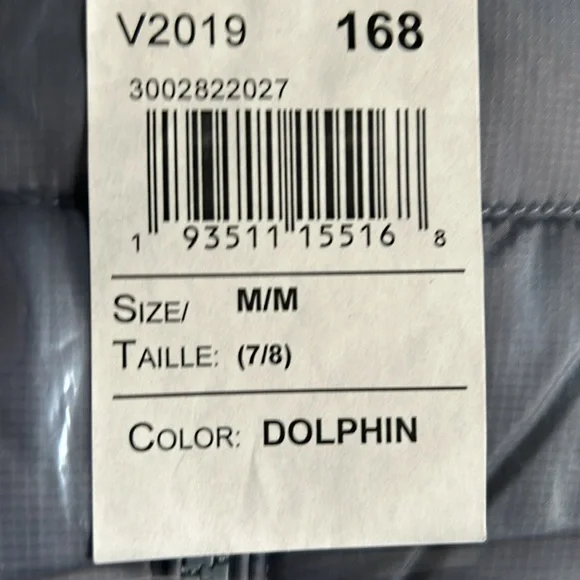 V2019 168
3002822027
1 93511 15516 8
SIZE/ M/M
TAILLE: (7/8)
COLOR: DOLPHIN